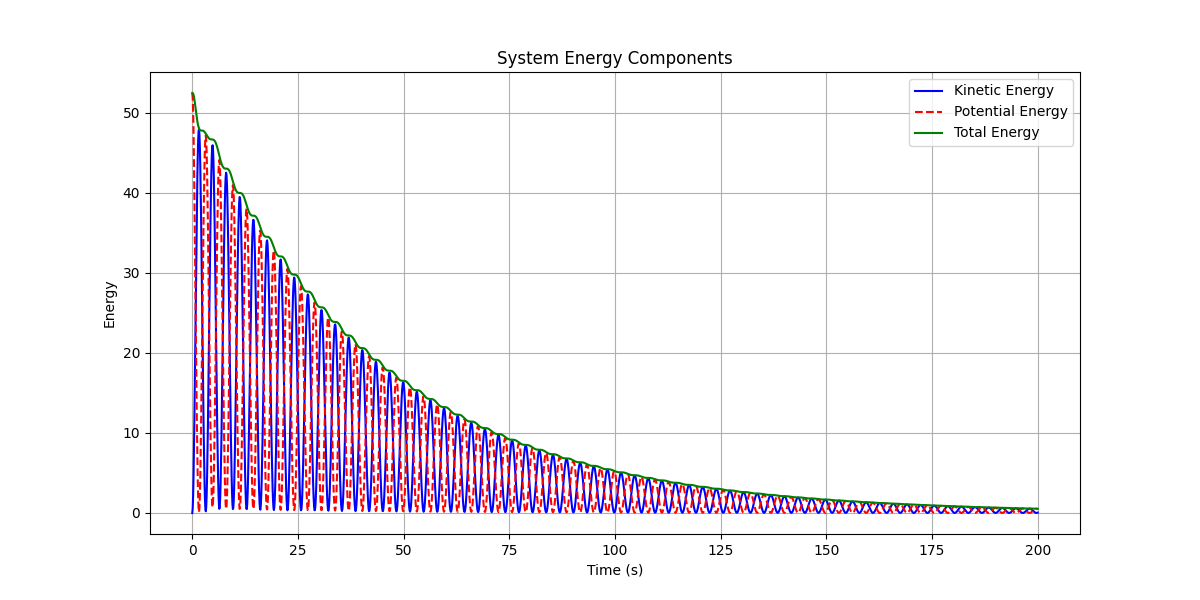 System Energy Components
Kinetic Energy
Potential Energy
Total Energy
Energy
50
40
30
20
10
0
0 25 50 75 100 125 150 175 200
Time (s)